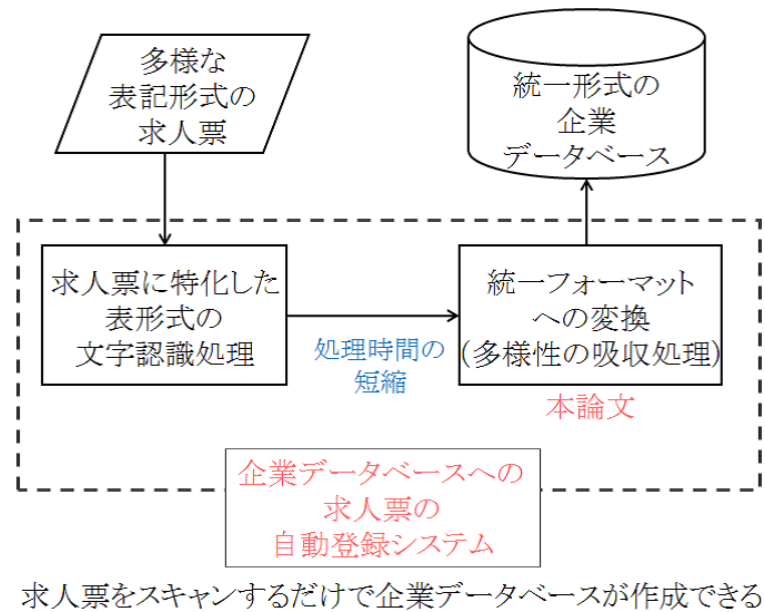 多様な
表記形式の
求人票
統一形式の
企業
データベース
求人票に特化した
表形式の
文字認識処理
処理時間の
短縮
統一フォーマット
への変換
(多様性の吸収処理)
本論文
企業データベースへの
求人票の
自動登録システム
求人票をスキャンするだけで企業データベースが作成できる